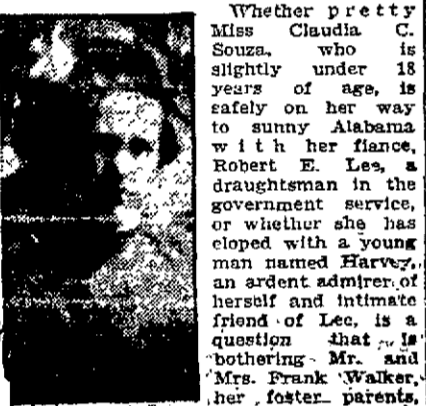 Whether pretty
Miss Claudia C.
Souza, who is
slightly under 18
years of age, is
safely on her way
to sunny Alabama
with her fiance,
Robert E. Lee, a
draughtsman in the
government service,
or whether she has
eloped with a young
man named Harvey,
an ardent admirer of
herself and intimate
friend of Lee, is a
question that is
bothering Mr. and
Mrs. Frank Walker,
her foster parents.